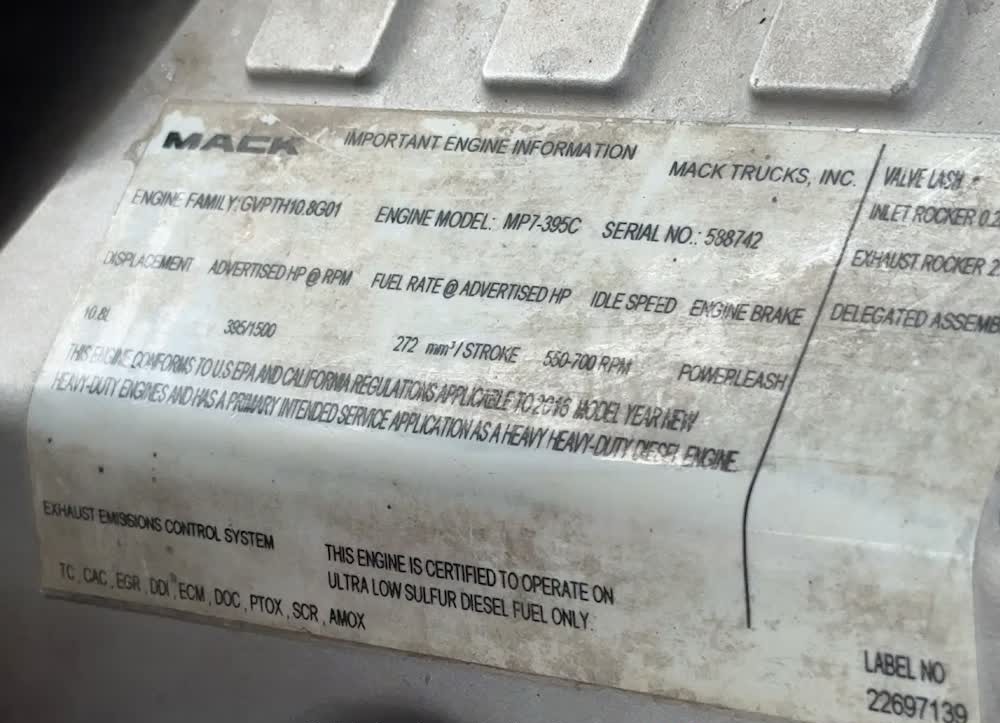 MACK IMPORTANT ENGINE INFORMATION MACK TRUCKS, INC.
ENGINE FAMILY: GVPTH10.8G01 ENGINE MODEL: MP7-395C SERIAL NO.: 588742
DISPLACEMENT ADVERTISED HP @ RPM FUEL RATE @ ADVERTISED HP IDLE SPEED ENGINE BRAKE
10.8L 395/1500 272 mm³ / STROKE 550-700 RPM POWERLEASH
THIS ENGINE CONFORMS TO U.S EPA AND CALIFORNIA REGULATIONS APPLICABLE TO 2016 MODEL YEAR NEW
HEAVY-DUTY ENGINES AND HAS A PRIMARY INTENDED SERVICE APPLICATION AS A HEAVY HEAVY-DUTY DIESEL ENGINE.
EXHAUST EMISSIONS CONTROL SYSTEM
TC , CAC , EGR , DDI , ECM , DOC , PTOX , SCR , AMOX
THIS ENGINE IS CERTIFIED TO OPERATE ON
ULTRA LOW SULFUR DIESEL FUEL ONLY.
VALVE LASH
INLET ROCKER 0.2
EXHAUST ROCKER 2
DELEGATED ASSEMB
LABEL NO
22697139